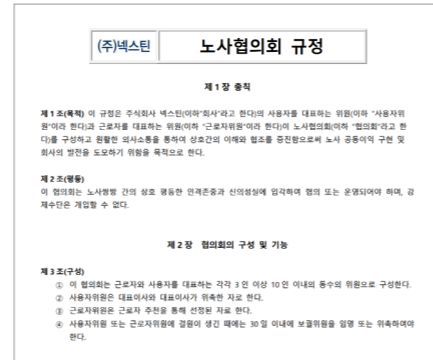 (주)넥스틴
노사협의회 규정
제 1 장 총칙
제 1 조(목적) 이 규정은 주식회사 넥스틴(이하"회사"라고 한다)의 사용자를 대표하는 위원(이하 "사용자위
원"이라 한다)과 근로자를 대표하는 위원(이하 "근로자위원"이라 한다)이 노사협의회(이하 "협의회"라고 한
다)를 구성하고 원활한 의사소통을 통하여 상호간의 이해와 협조를 증진함으로써 노사 공동이익 구현 및
회사의 발전을 도모하기 위함을 목적으로 한다.
제 2 조(평등)
이 협의회는 노사쌍방 간의 상호 평등한 인격존중과 신의성실에 입각하며 협의 또는 운영되어야 하며, 강
제수단은 개입할 수 없다.
제 2 장 협의회의 구성 및 기능
제 3 조(구성)
① 이 협의회는 근로자와 사용자를 대표하는 각각 3 인 이상 10 인 이내의 동수의 위원으로 구성한다.
② 사용자위원은 대표이사와 대표이사가 위촉한 자로 한다.
③ 근로자위원은 근로자 추천을 통해 선정된 자로 한다.
④ 사용자위원 또는 근로자위원에 결원이 생긴 때에는 30 일 이내에 보궐위원을 임명 또는 위촉하여야
한다.